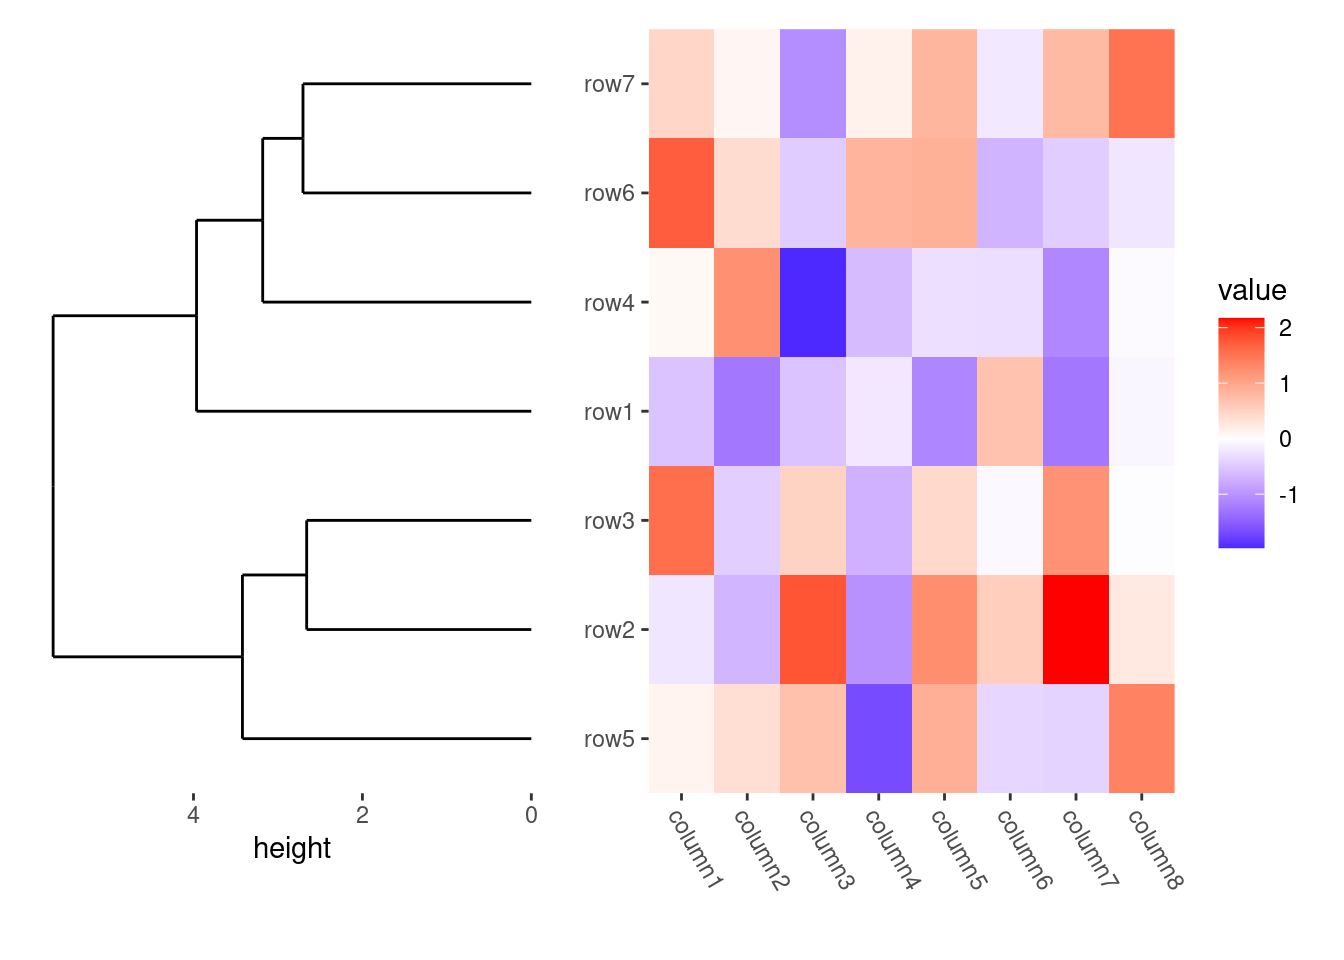 row7
row6
row4
row1
row3
row2
row5
4 2 0
height
column1 column2 column3 column4 column5 column6 column7 column8
value
2
1
0
-1